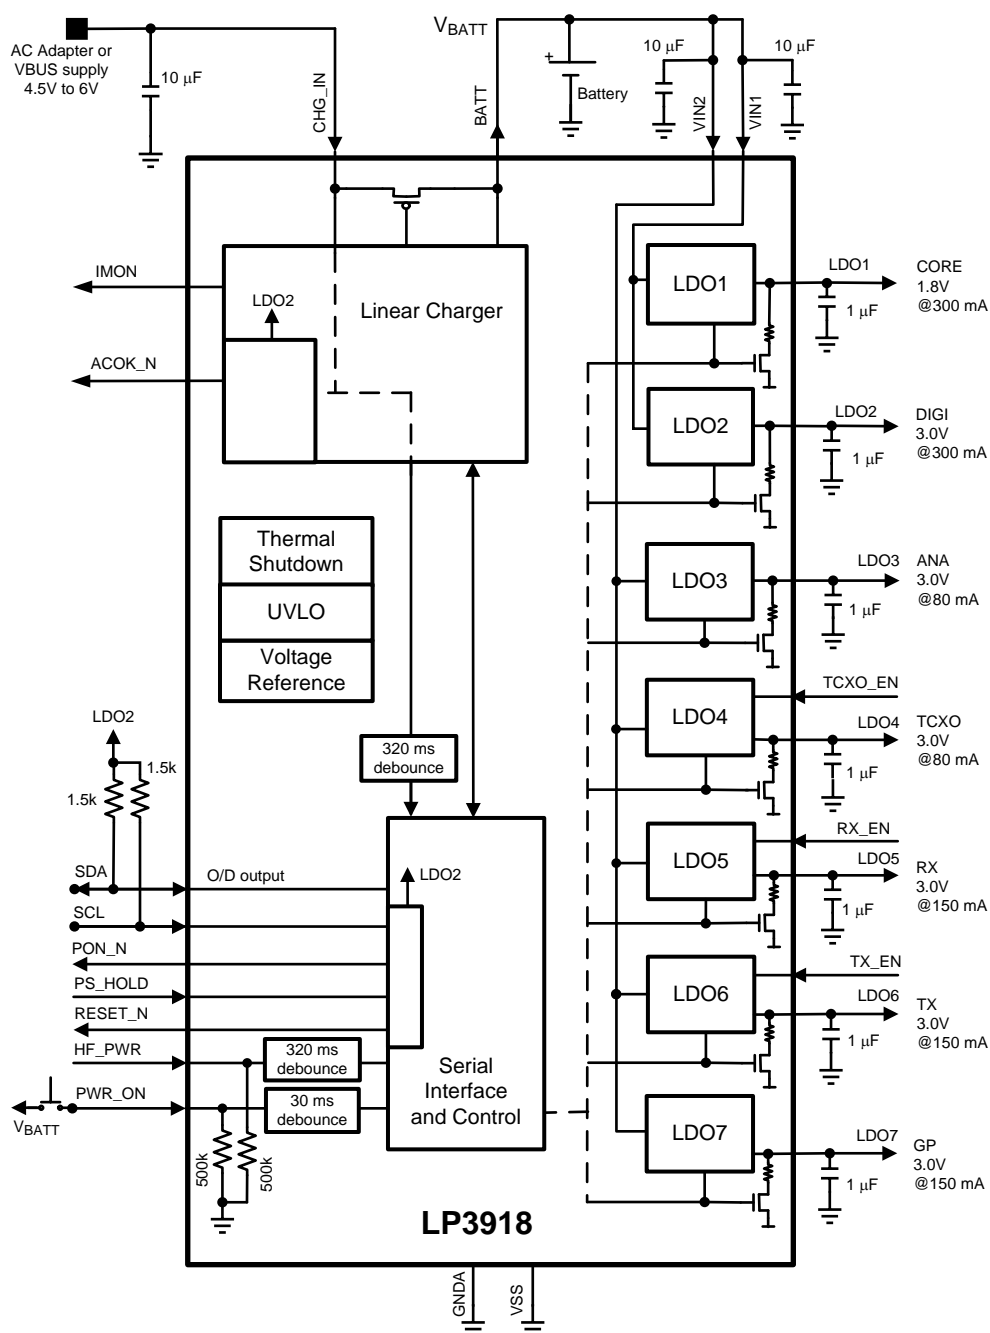 AC Adapter or
VBUS supply
4.5V to 6V
10 µF
CHG_IN
BATT
VBATT
+
Battery
10 µF
VIN2
VIN1
10 µF
IMON
ACOK_N
LDO2
Linear Charger
Thermal
Shutdown
UVLO
Voltage
Reference
320 ms
debounce
LDO2
1.5k
1.5k
SDA
O/D output
SCL
PON_N
PS_HOLD
RESET_N
HF_PWR
320 ms
debounce
PWR_ON
30 ms
debounce
VBATT
500k
500k
LDO2
Serial
Interface
and Control
LDO1
LDO1
CORE
1.8V
@300 mA
1 µF
LDO2
LDO2
DIGI
3.0V
@300 mA
1 µF
LDO3
LDO3
ANA
3.0V
@80 mA
1 µF
LDO4
TCXO_EN
LDO4
TCXO
3.0V
@80 mA
1 µF
LDO5
RX_EN
LDO5
RX
3.0V
@150 mA
1 µF
LDO6
TX_EN
LDO6
TX
3.0V
@150 mA
1 µF
LDO7
LDO7
GP
3.0V
@150 mA
1 µF
LP3918
GNDA
VSS